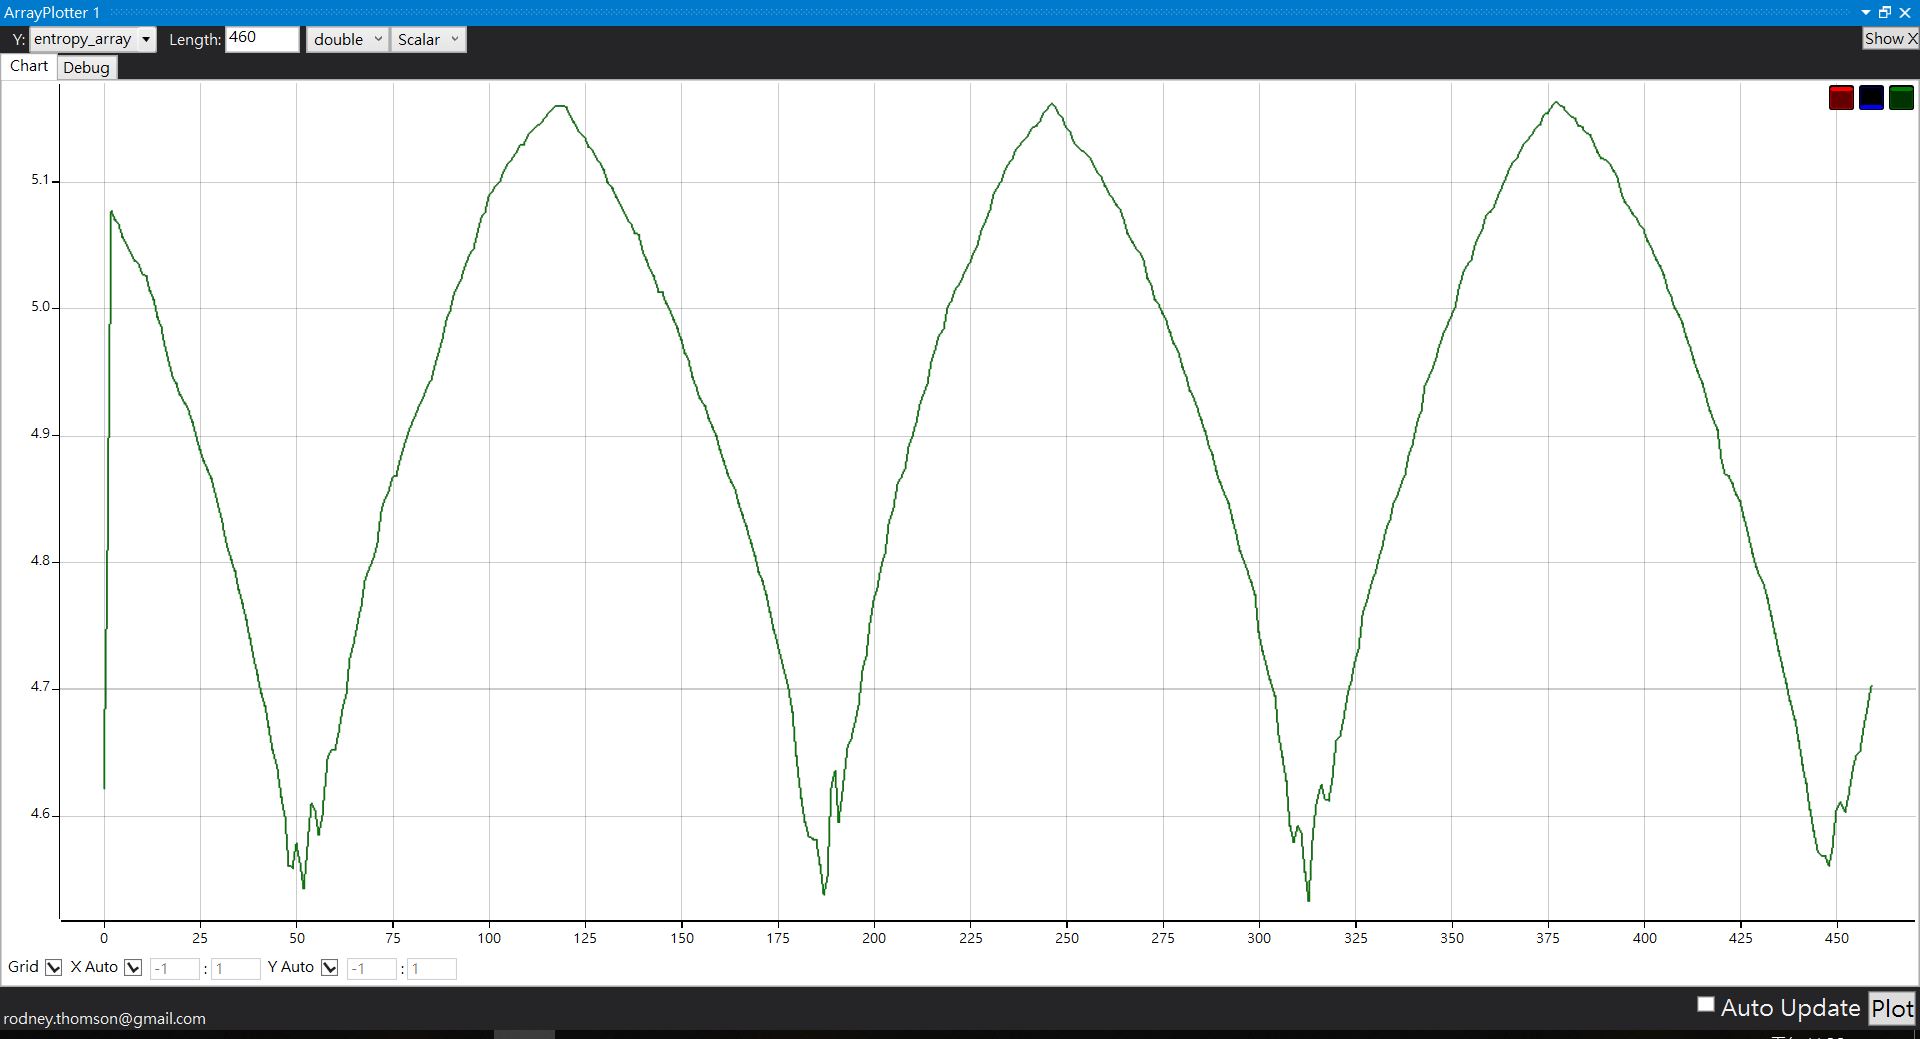 ArrayPlotter 1
Y: entropy_array Length: 460 double Scalar Show X
Chart Debug
5.1
5.0
4.9
4.8
4.7
4.6
0 25 50 75 100 125 150 175 200 225 250 275 300 325 350 375 400 425 450
Grid X Auto -1 : 1 Y Auto -1 : 1
Auto Update Plot
rodney.thomson@gmail.com